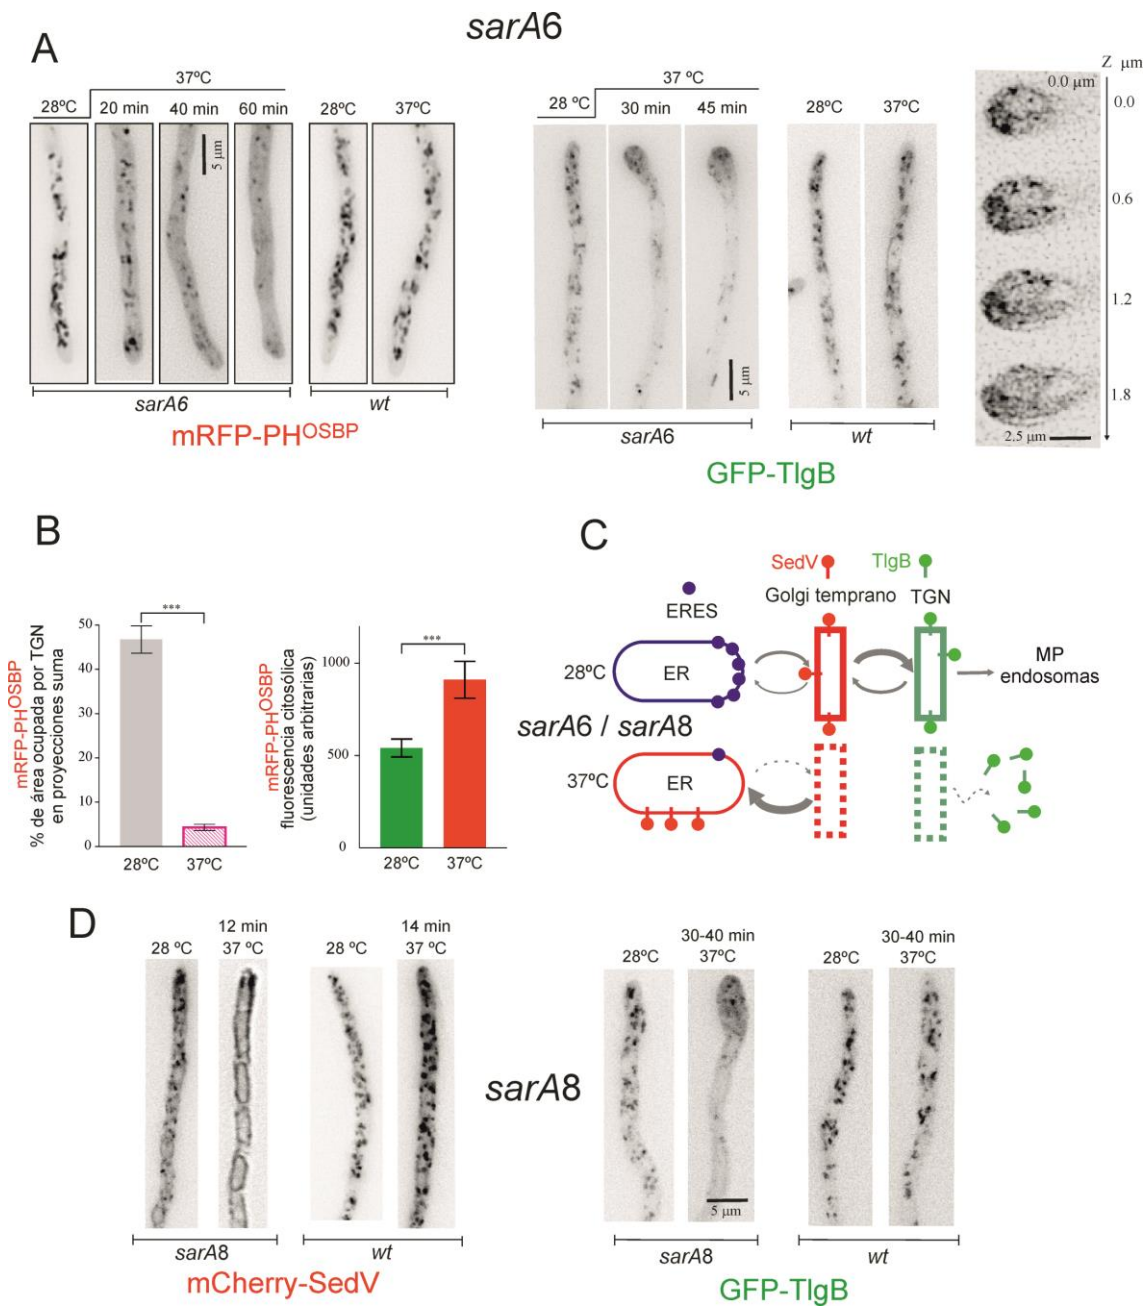 sarA6
A
37ºC
28ºC 20 min 40 min 60 min 28ºC 37ºC
5 µm
sarA6 wt
mRFP-PH^OSBP
37 ºC
28 ºC 30 min 45 min 28ºC 37ºC
5 µm
sarA6 wt
GFP-TlgB
Z µm
0.0 µm 0.0
0.6
1.2
1.8
2.5 µm
B
mRFP-PH^OSBP
% de área ocupada por TGN
en proyecciones suma
50
40
30
20
10
0
***
28ºC 37ºC
mRFP-PH^OSBP
fluorescencia citosólica
(unidades arbitrarias)
1000
500
0
***
28ºC 37ºC
C
SedV TlgB
Golgi temprano TGN
ERES
28ºC ER MP
endosomas
sarA6 / sarA8
37ºC ER
D
12 min 14 min
28 ºC 37 ºC 28 ºC 37 ºC
sarA8 wt
mCherry-SedV
sarA8
30-40 min 30-40 min
28ºC 37ºC 28ºC 37ºC
5 µm
sarA8 wt
GFP-TlgB